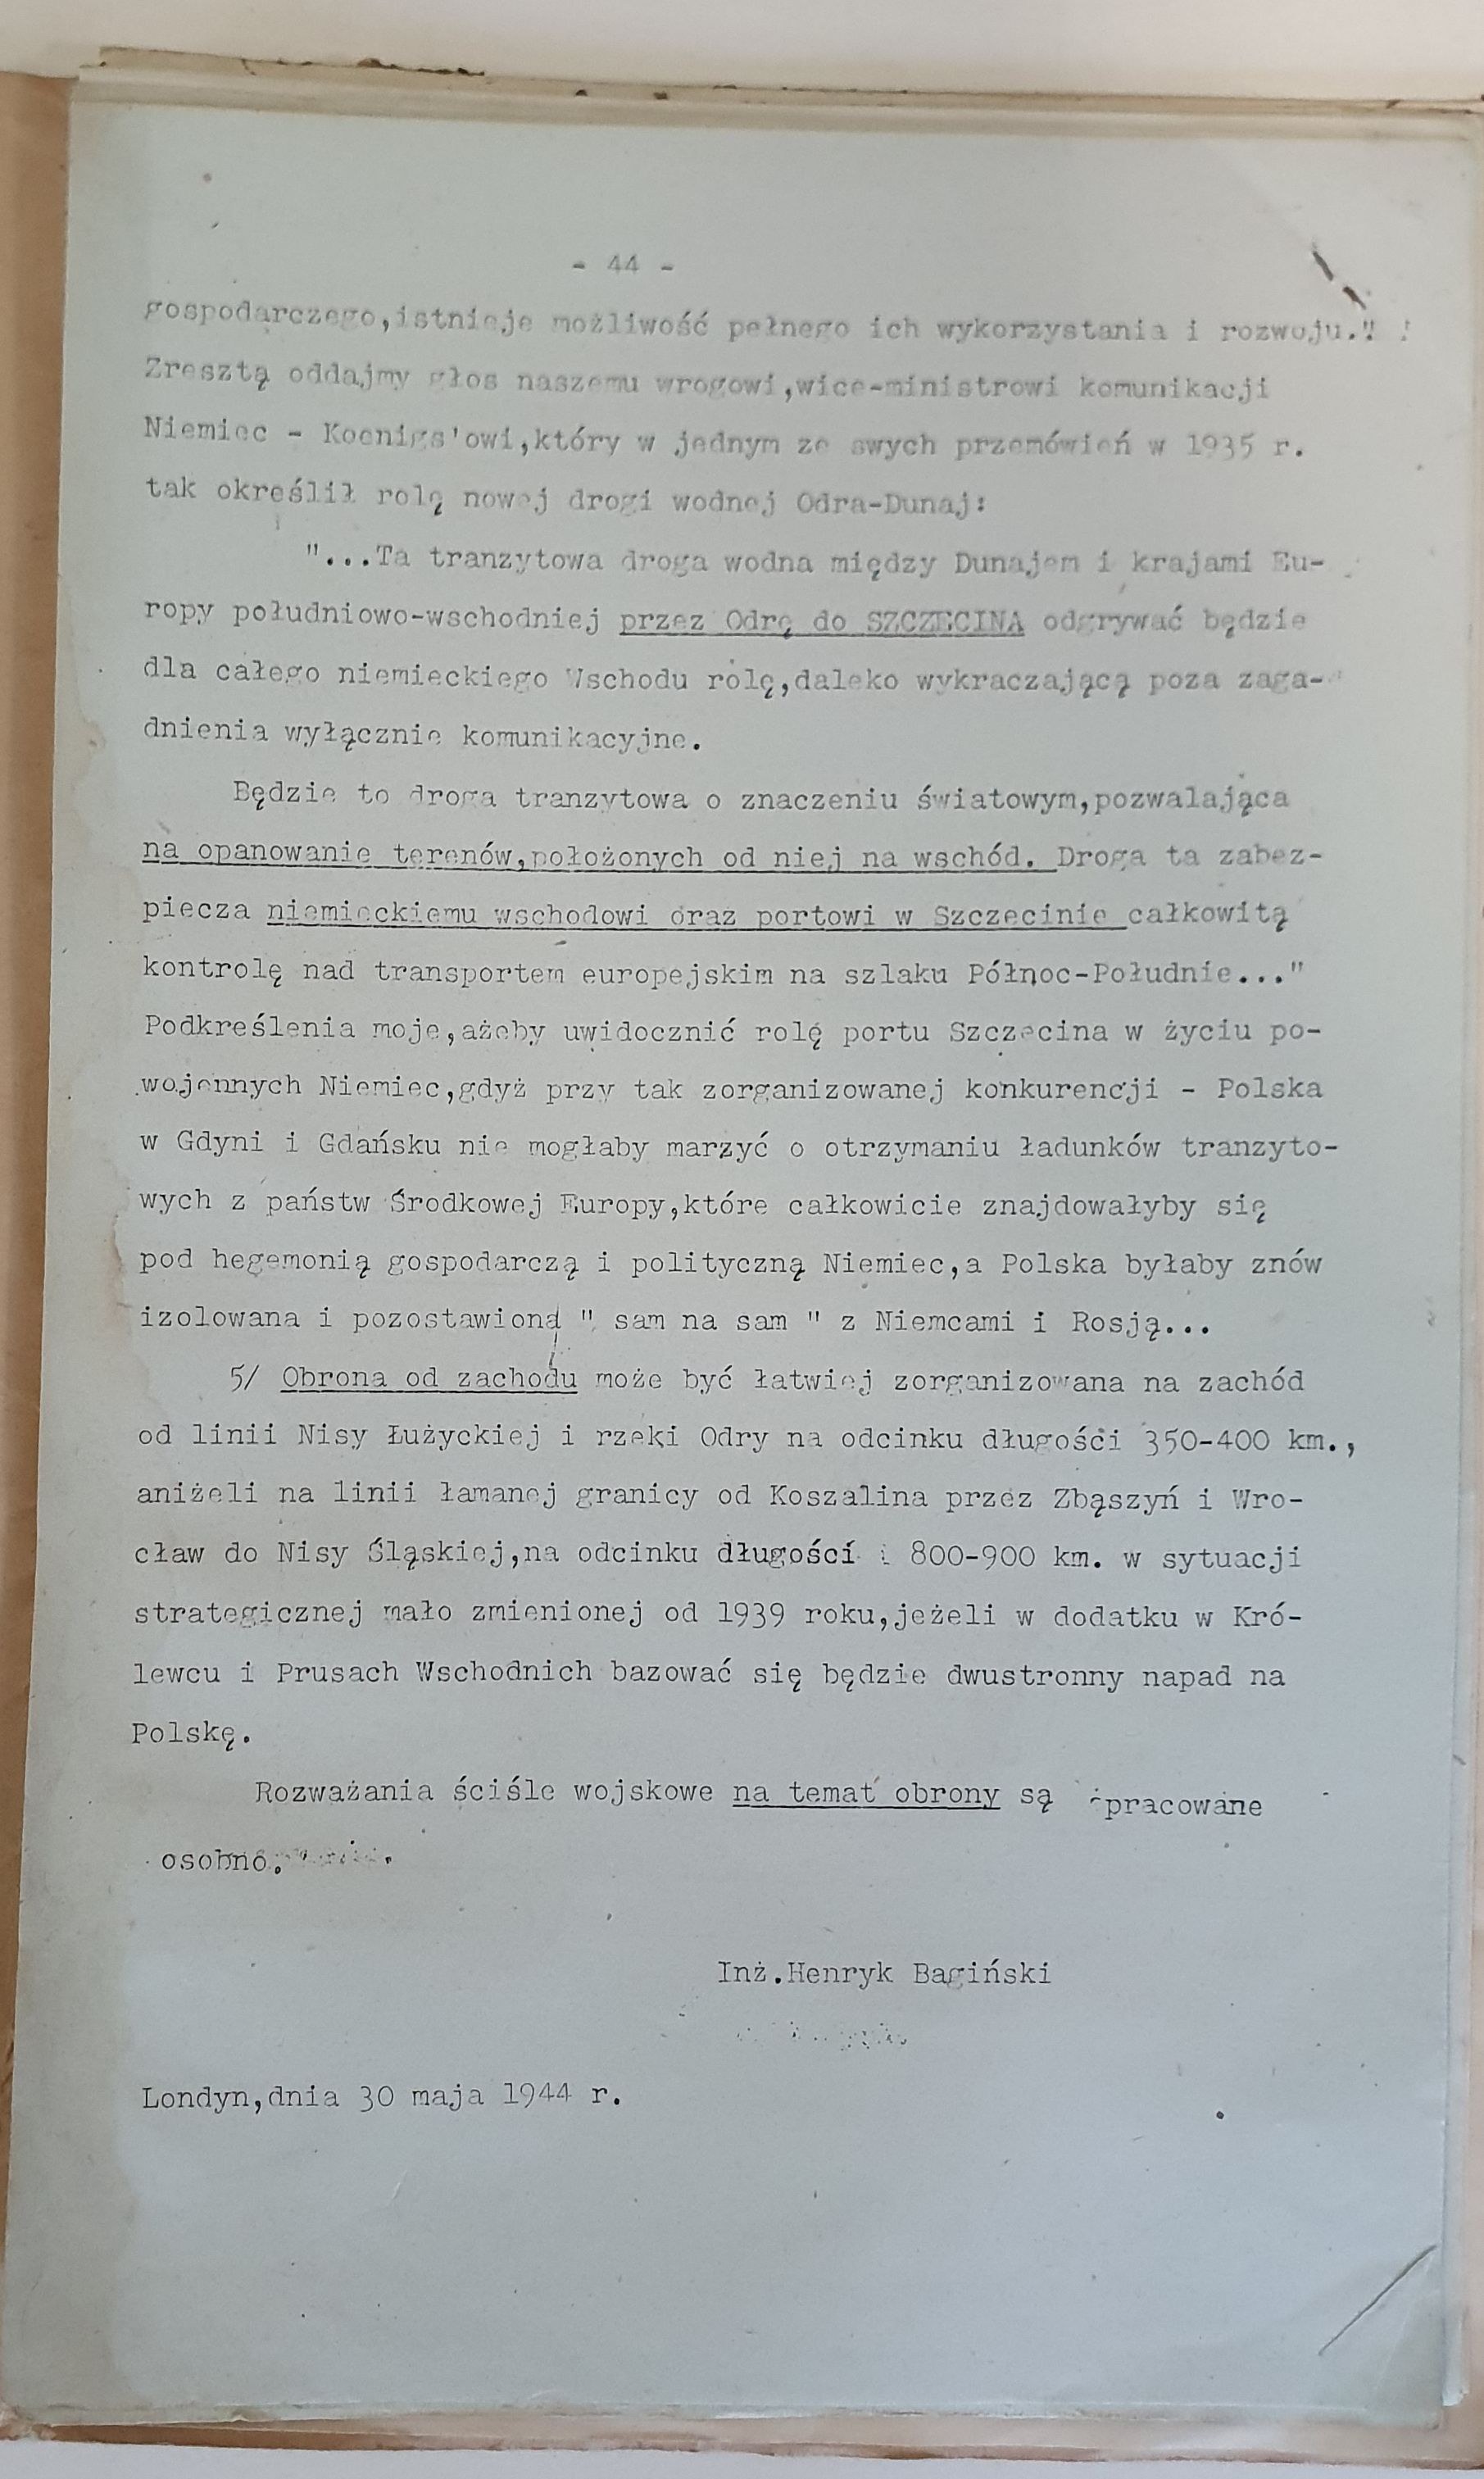 - 44 -
gospodarczego,istnieje możliwość pełnego ich wykorzystania i rozwoju."
Zresztą oddajmy głos naszemu wrogowi,wice-ministrowi komunikacji
Niemiec - Koenigs'owi,który w jednym ze swych przemówień w 1935 r.
tak określił rolę nowej drogi wodnej Odra-Dunaj:
"...Ta tranzytowa droga wodna między Dunajem i krajami Eu-
ropy południowo-wschodniej przez Odrę do SZCZECINA odgrywać będzie
dla całego niemieckiego Wschodu rolę,daleko wykraczającą poza zaga-
dnienia wyłącznie komunikacyjne.
Będzie to droga tranzytowa o znaczeniu światowym,pozwalająca
na opanowanie terenów,położonych od niej na wschód. Droga ta zabez-
piecza niemieckiemu wschodowi oraz portowi w Szczecinie całkowitą
kontrolę nad transportem europejskim na szlaku Północ-Południe..."
Podkreślenia moje,ażeby uwidocznić rolę portu Szczecina w życiu po-
wojennych Niemiec,gdyż przy tak zorganizowanej konkurencji - Polska
w Gdyni i Gdańsku nie mogłaby marzyć o otrzymaniu ładunków tranzyto-
wych z państw Środkowej Europy,które całkowicie znajdowałyby się
pod hegemonią gospodarczą i polityczną Niemiec,a Polska byłaby znów
izolowana i pozostawiona " sam na sam " z Niemcami i Rosją...
5/ Obrona od zachodu może być łatwiej zorganizowana na zachód
od linii Nisy Łużyckiej i rzeki Odry na odcinku długości 350-400 km.,
aniżeli na linii łamanej granicy od Koszalina przez Zbąszyń i Wro-
cław do Nisy Śląskiej,na odcinku długości 800-900 km. w sytuacji
strategicznej mało zmienionej od 1939 roku,jeżeli w dodatku w Kró-
lewcu i Prusach Wschodnich bazować się będzie dwustronny napad na
Polskę.
Rozważania ściśle wojskowe na temat obrony są opracowane
osobno.
Inż.Henryk Bagiński
Londyn,dnia 30 maja 1944 r.